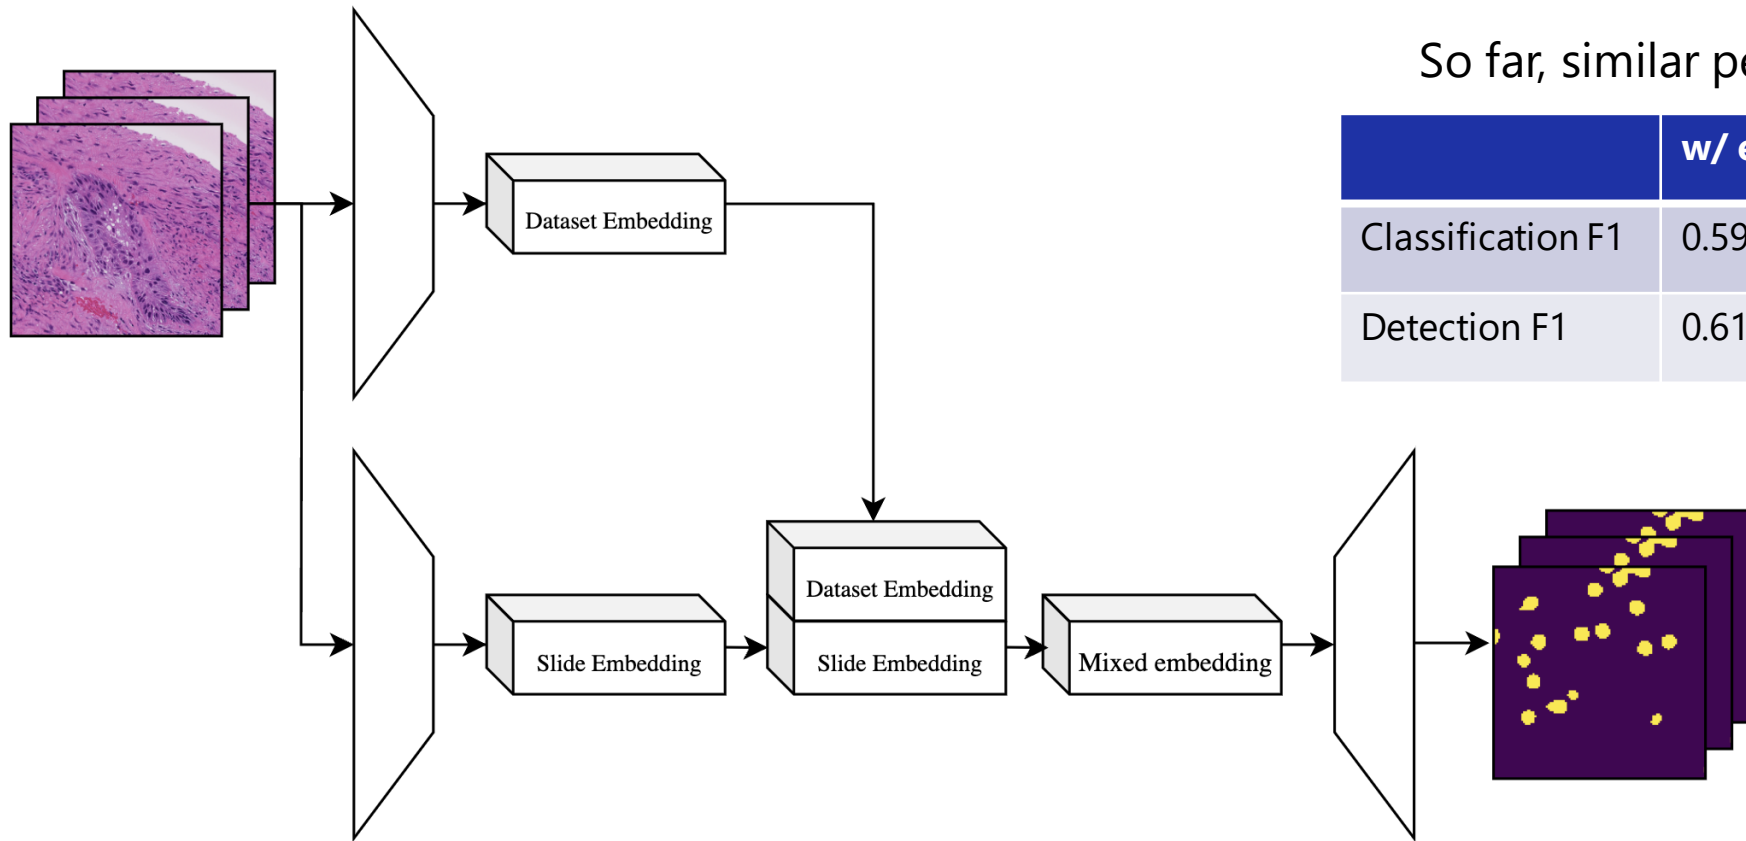 So far, similar
w/
Classification F1 0.59
Detection F1 0.61
Dataset Embedding
Dataset Embedding
Slide Embedding
Slide Embedding
Mixed embedding